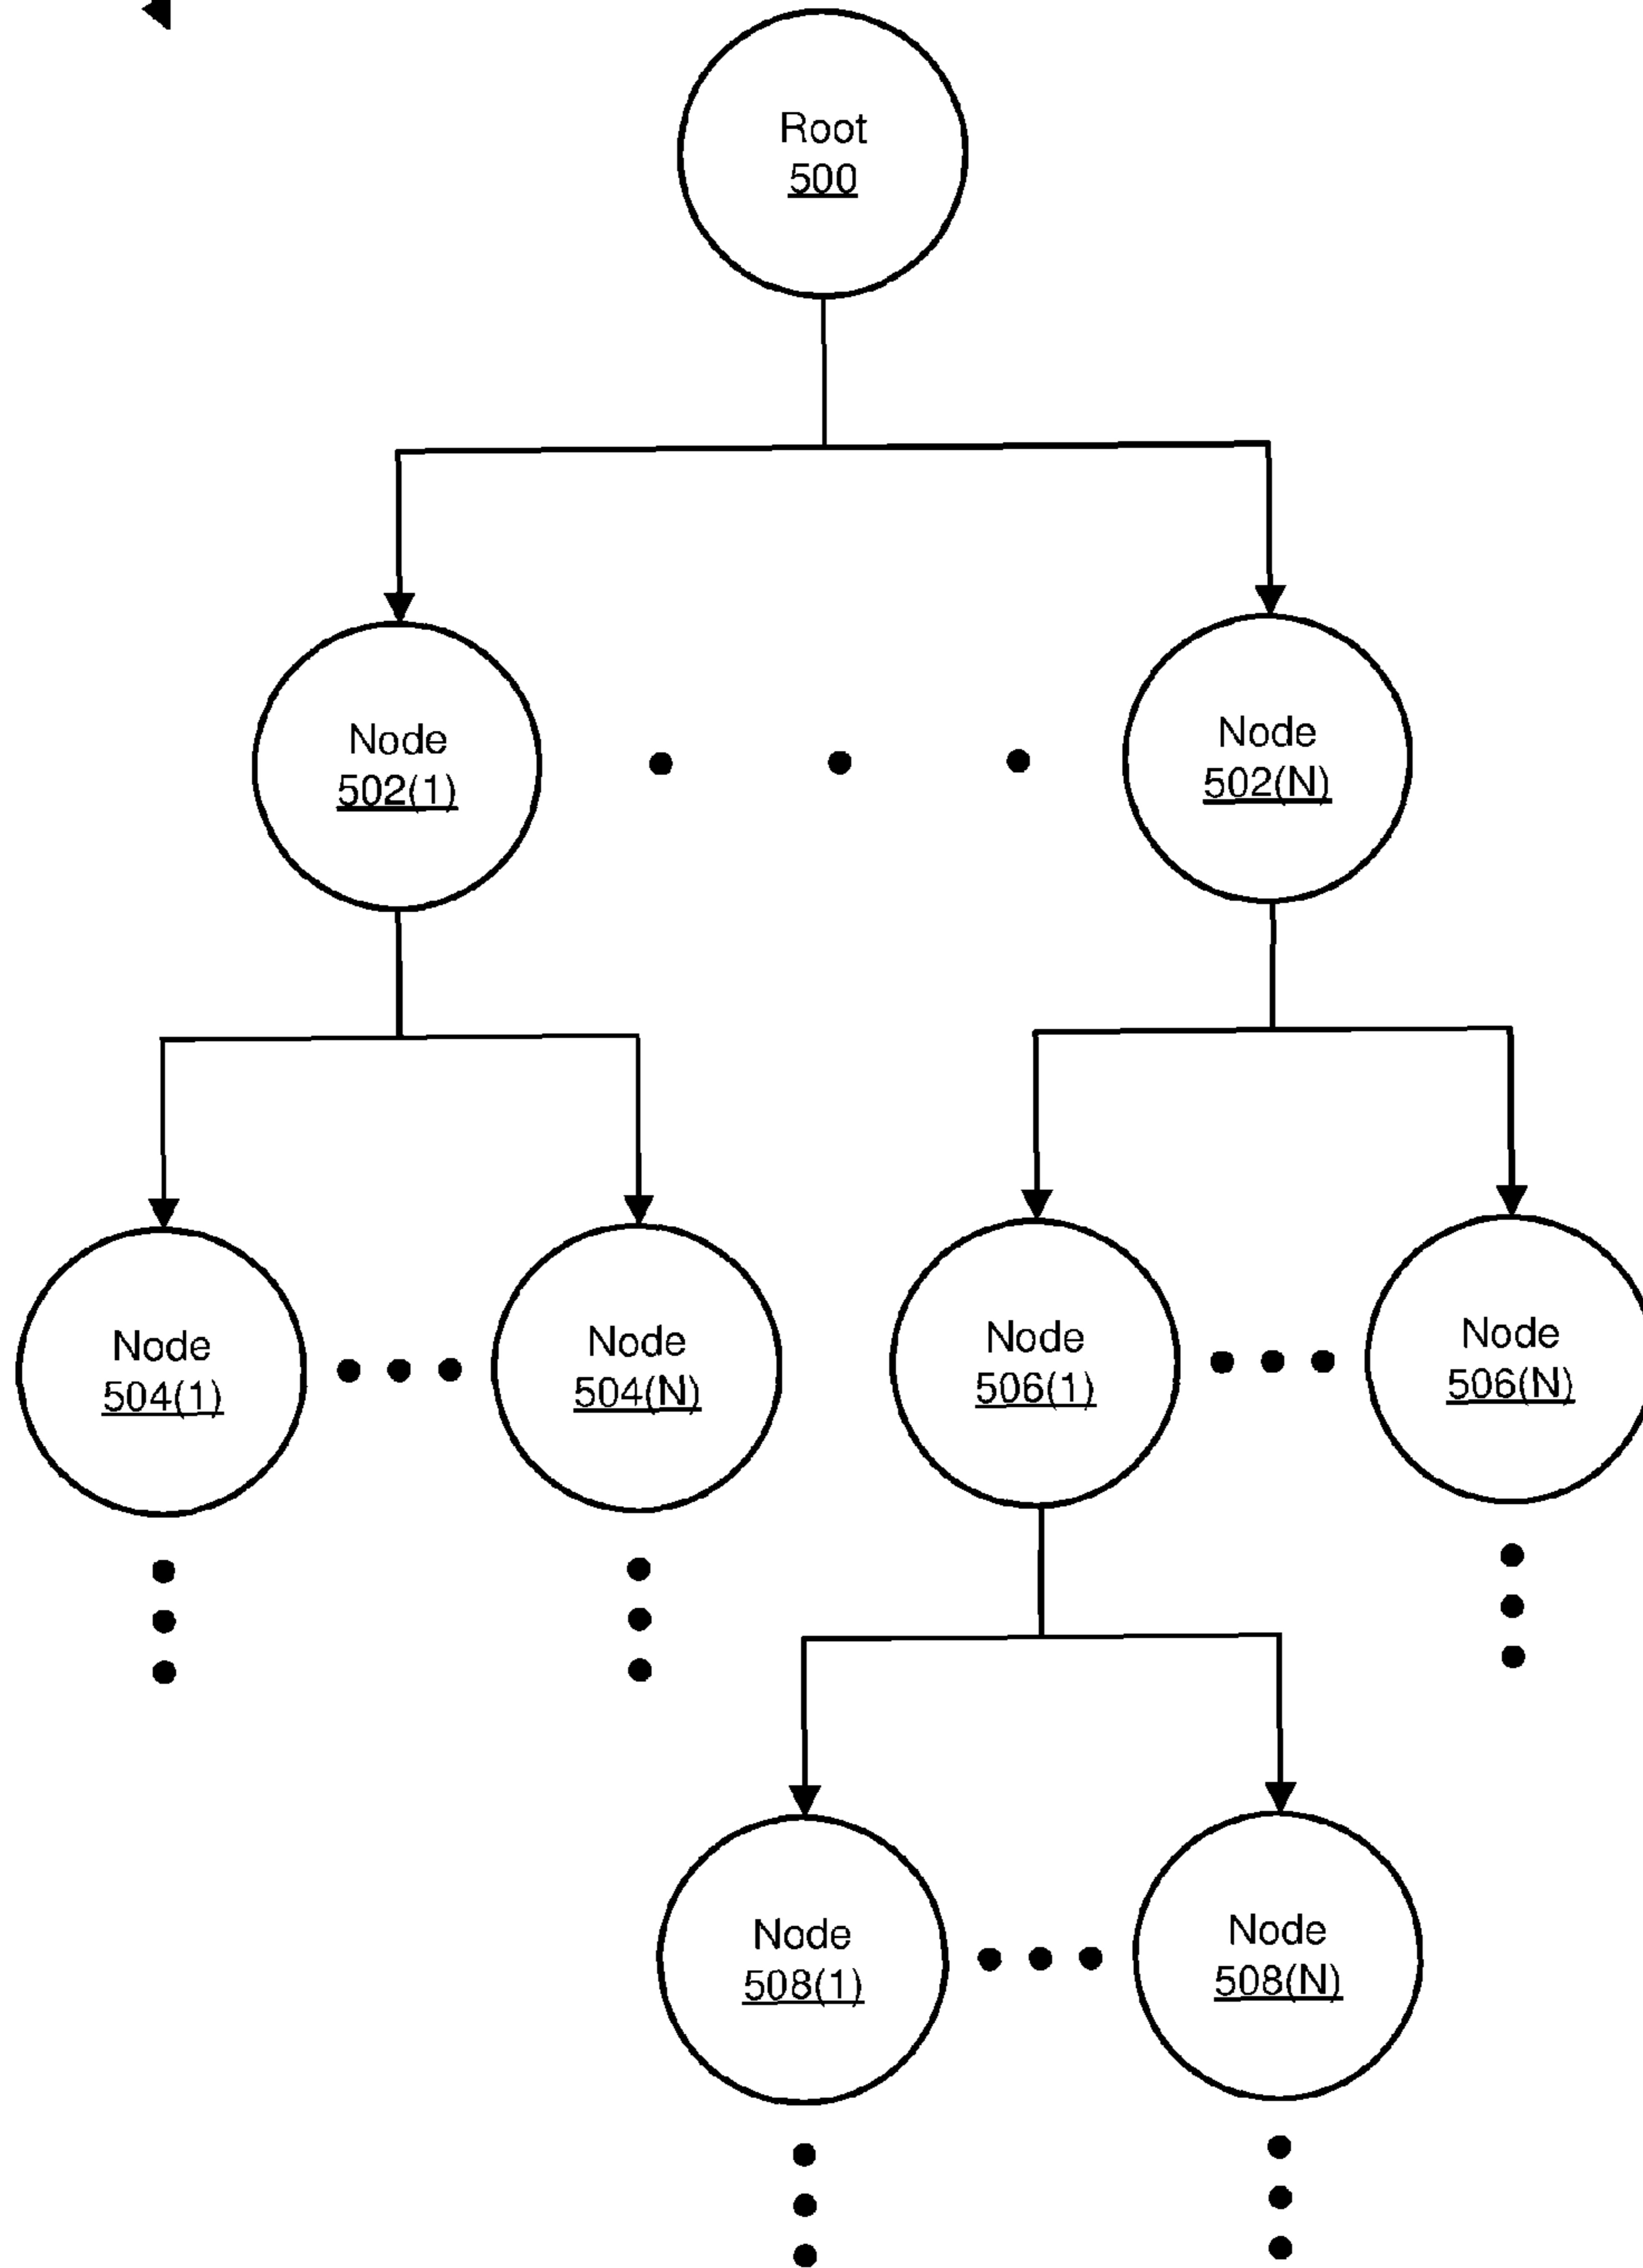 Root
500
Node
502(1)
Node
502(N)
Node
504(1)
Node
504(N)
Node
506(1)
Node
506(N)
Node
508(1)
Node
508(N)